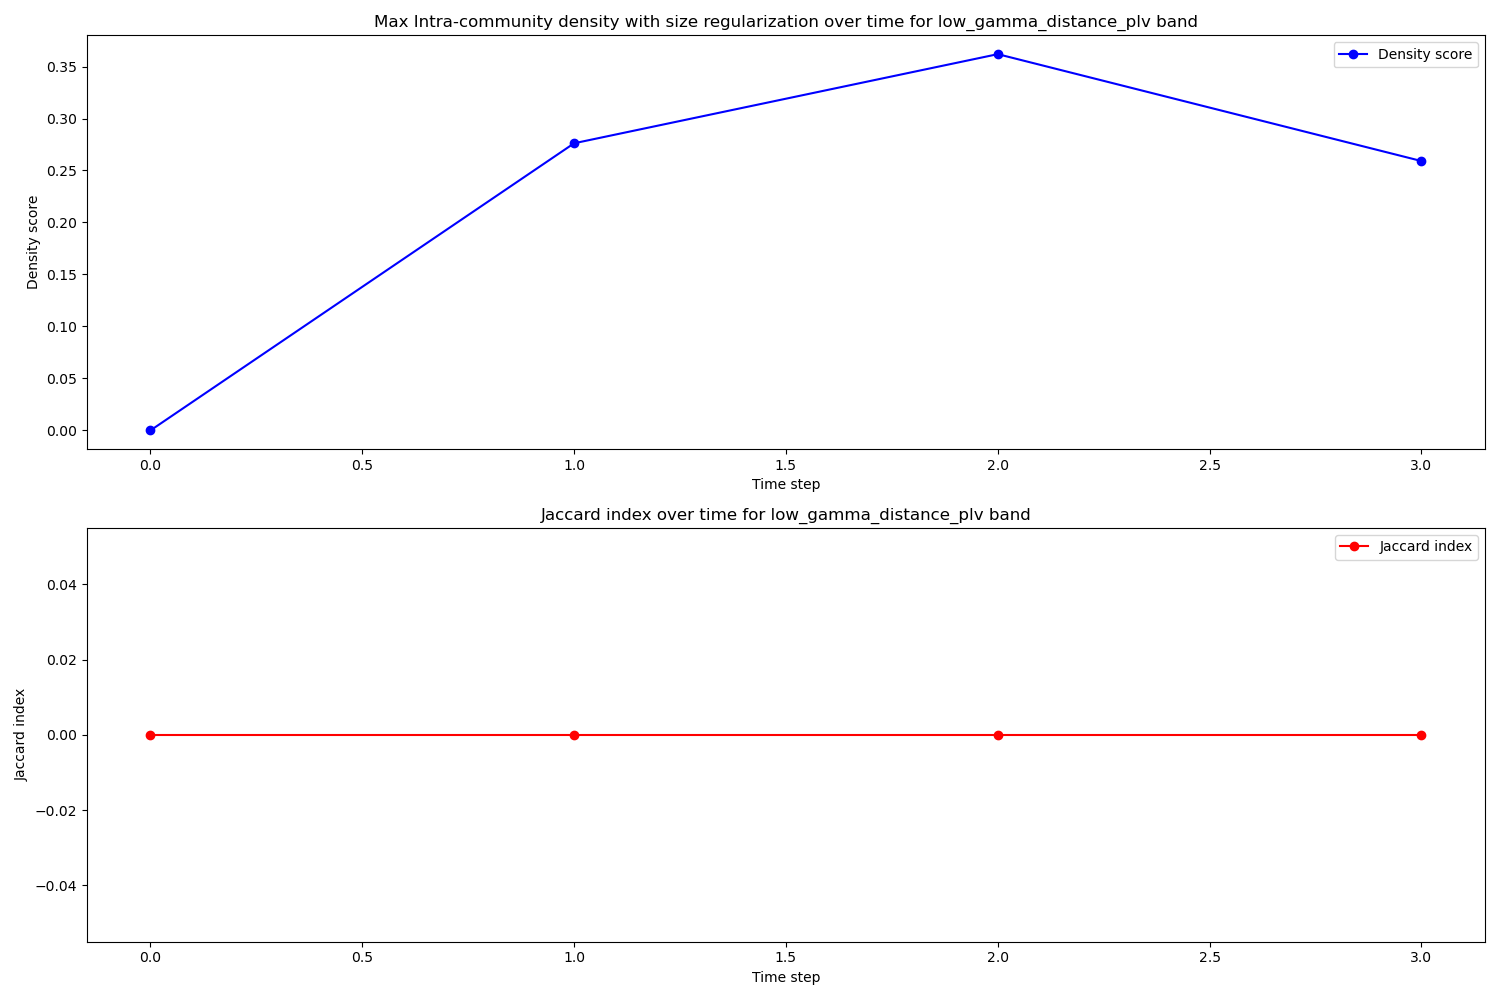 Max Intra-community density with size regularization over time for low_gamma_distance_plv band
Density score
0.35
0.30
0.25
0.20
0.15
0.10
0.05
0.00
Density score
0.0 0.5 1.0 1.5 2.0 2.5 3.0
Time step
Jaccard index over time for low_gamma_distance_plv band
Jaccard index
0.04
0.02
0.00
−0.02
−0.04
Jaccard index
0.0 0.5 1.0 1.5 2.0 2.5 3.0
Time step